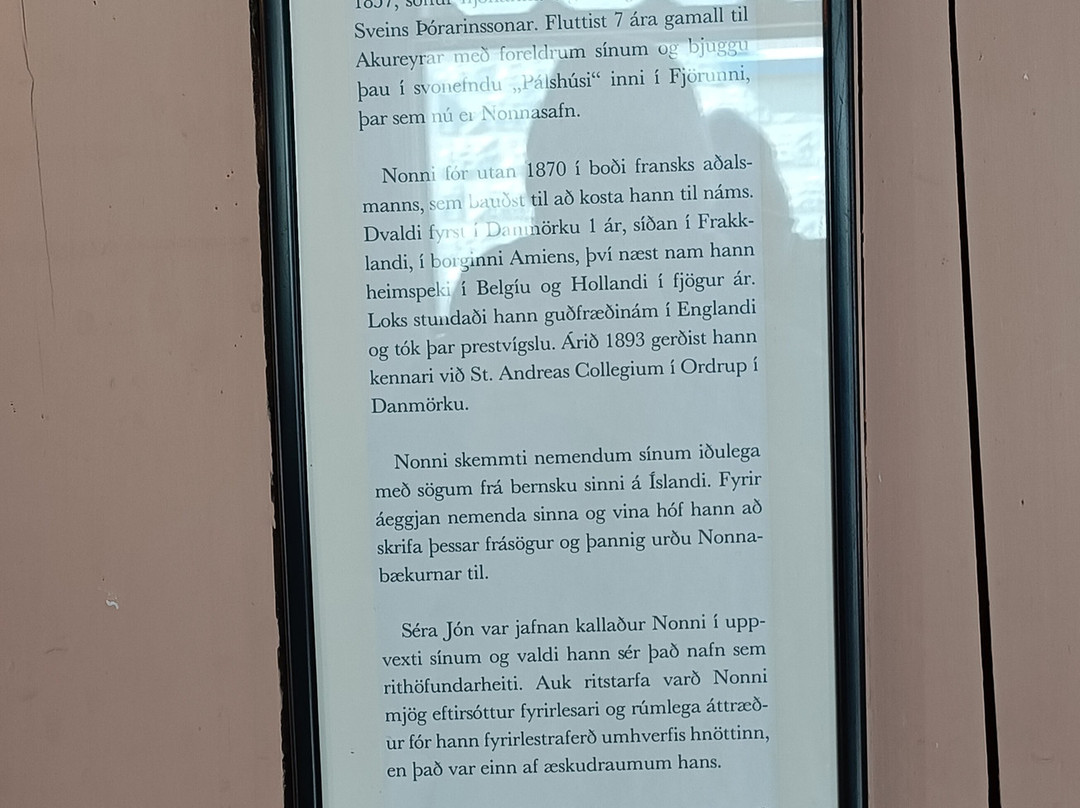 1857, sonur
Sveins Þórarinssonar. Fluttist 7 ára gamall til
Akureyrar með foreldrum sínum og bjuggu
þau í svonefndu „Pálshúsi“ inni í Fjörunni,
þar sem nú er Nonnasafn.
Nonni fór utan 1870 í boði fransks aðals-
manns, sem bauðst til að kosta hann til náms.
Dvaldi fyrst í Danmörku 1 ár, síðan í Frakk-
landi, í borginni Amiens, því næst nam hann
heimspeki í Belgíu og Hollandi í fjögur ár.
Loks stundaði hann guðfræðinám í Englandi
og tók þar prestvígslu. Árið 1893 gerðist hann
kennari við St. Andreas Collegium í Ordrup í
Danmörku.
Nonni skemmti nemendum sínum iðulega
með sögum frá bernsku sinni á Íslandi. Fyrir
áeggjan nemenda sinna og vina hóf hann að
skrifa þessar frásögur og þannig urðu Nonna-
bækurnar til.
Séra Jón var jafnan kallaður Nonni í upp-
vexti sínum og valdi hann sér það nafn sem
rithöfundarheiti. Auk ritstarfa varð Nonni
mjög eftirsóttur fyrirlesari og rúmlega áttræð-
ur fór hann fyrirlestraferð umhverfis hnöttinn,
en það var einn af æskudraumum hans.